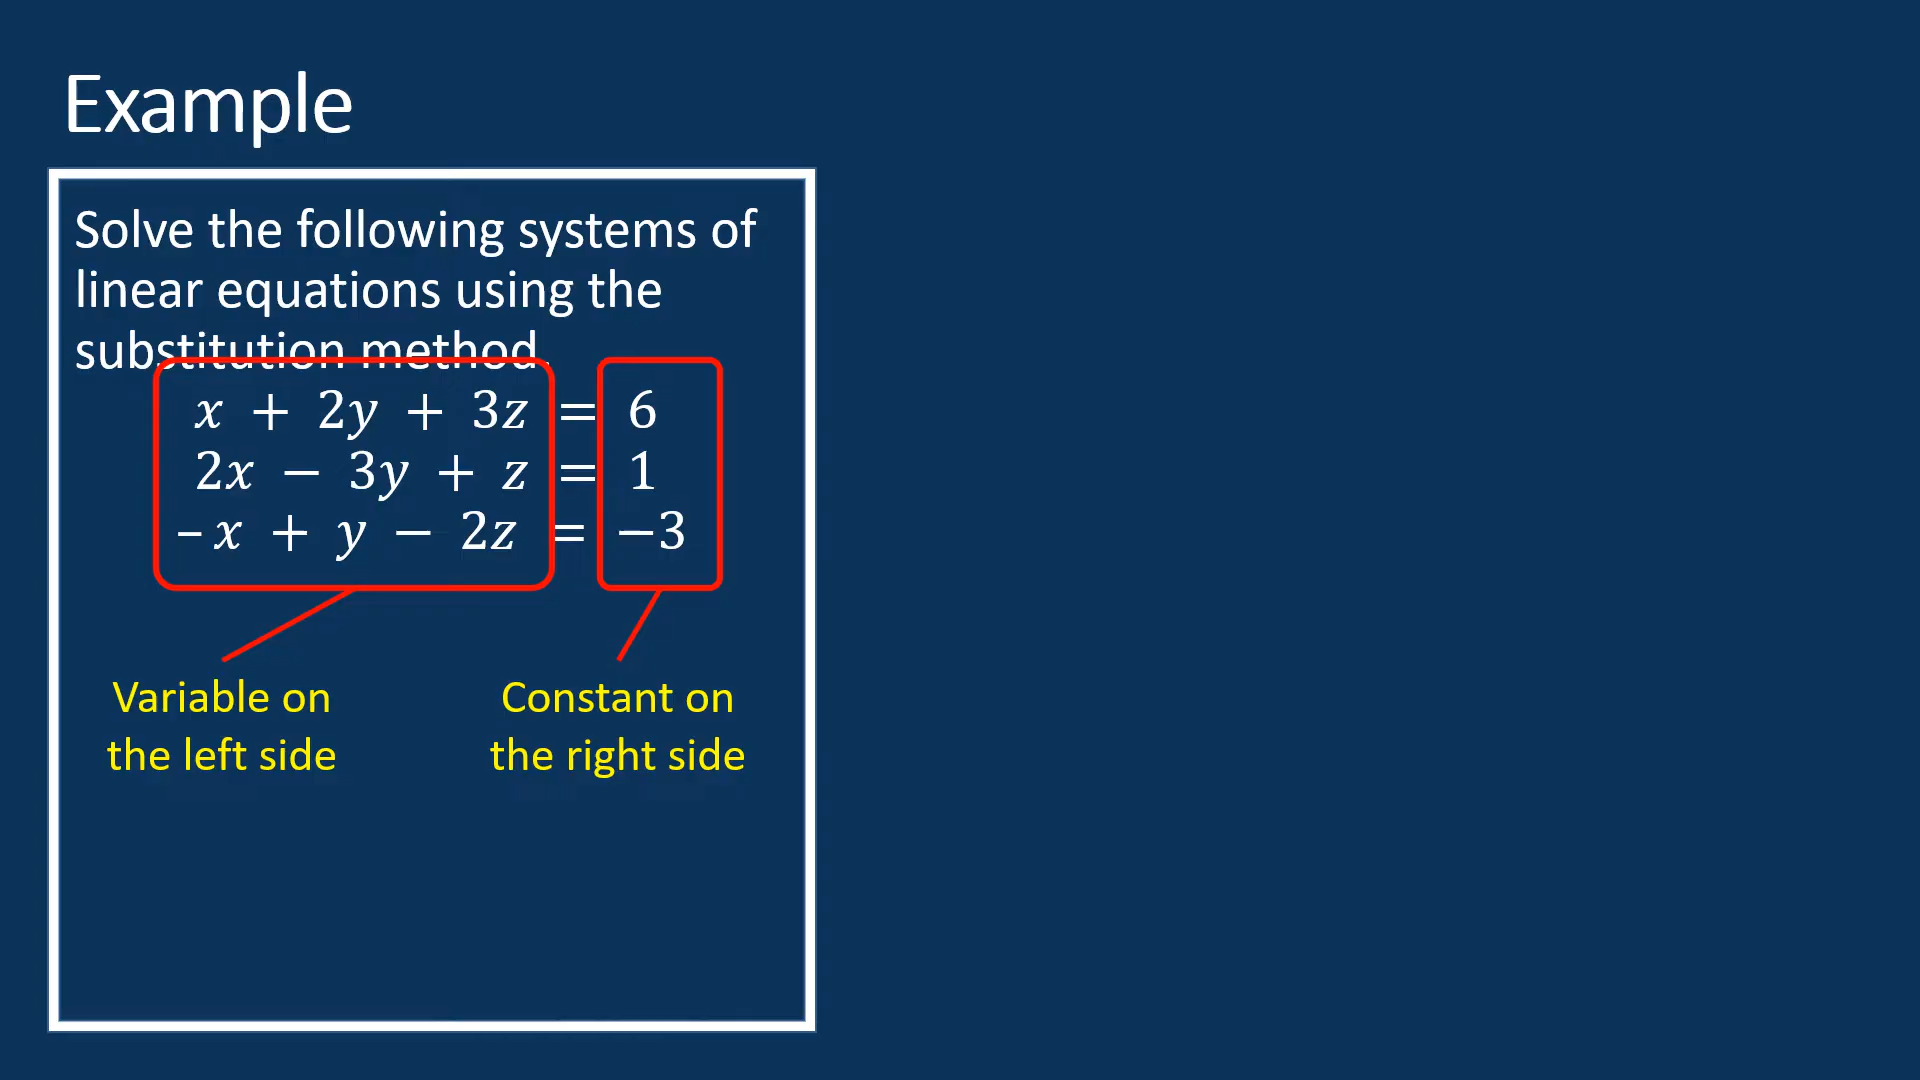 Example
Solve the following systems of
linear equations using the
substitution method.
x + 2y + 3z = 6
2x − 3y + z = 1
−x + y − 2z = −3
Variable on
the left side
Constant on
the right side